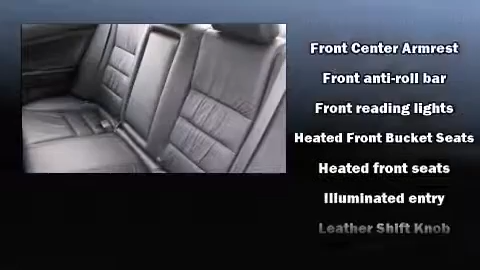 Front Center Armrest
Front anti-roll bar
Front reading lights
Heated Front Bucket Seats
Heated front seats
Illuminated entry
Leather Shift Knob